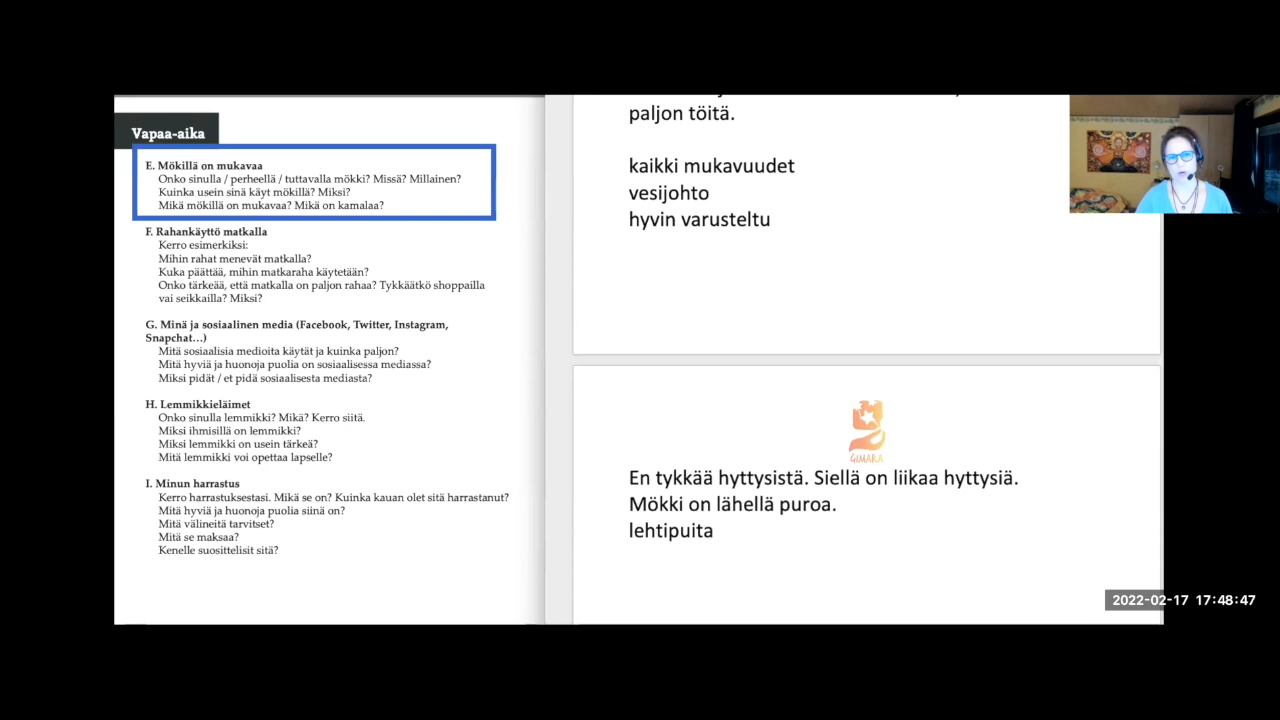 Vapaa-aika
E. Mökillä on mukavaa
Onko sinulla / perheellä / tuttavalla mökki? Missä? Millainen?
Kuinka usein sinä käyt mökillä? Miksi?
Mikä mökillä on mukavaa? Mikä on kamalaa?
F. Rahankäyttö matkalla
Kerro esimerkiksi:
Mihin rahat menevät matkalla?
Kuka päättää, mihin matkaraha käytetään?
Onko tärkeää, että matkalla on paljon rahaa? Tykkäätkö shoppailla
vai seikkailla? Miksi?
G. Minä ja sosiaalinen media (Facebook, Twitter, Instagram,
Snapchat...)
Mitä sosiaalisia medioita käytät ja kuinka paljon?
Mitä hyviä ja huonoja puolia on sosiaalisessa mediassa?
Miksi pidät / et pidä sosiaalisesta mediasta?
H. Lemmikkieläimet
Onko sinulla lemmikki? Mikä? Kerro siitä.
Miksi ihmisillä on lemmikki?
Miksi lemmikki on usein tärkeä?
Mitä lemmikki voi opettaa lapselle?
I. Minun harrastus
Kerro harrastuksestasi. Mikä se on? Kuinka kauan olet sitä harrastanut?
Mitä hyviä ja huonoja puolia siinä on?
Mitä välineitä tarvitset?
Mitä se maksaa?
Kenelle suosittelisit sitä?
paljon töitä.
kaikki mukavuudet
vesijohto
hyvin varusteltu
GIMARA
En tykkää hyttysistä. Siellä on liikaa hyttysiä.
Mökki on lähellä puroa.
lehtipuita
2022-02-17 17:48:47